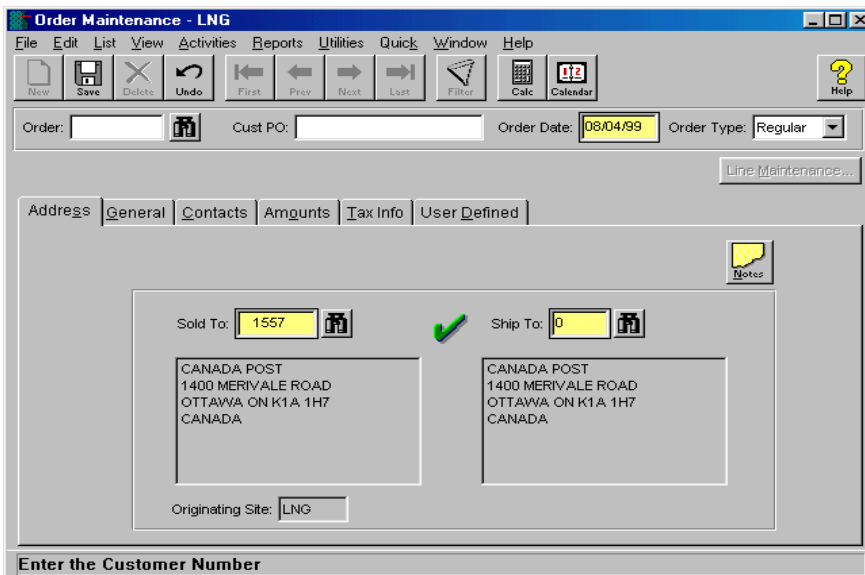 Order Maintenance - LNG
File Edit List View Activities Reports Utilities Quick Window Help
New Save Delete Undo First Prev Next Last Filter Calc Calendar Help
Order: Cust PO: Order Date: 08/04/99 Order Type: Regular
Line Maintenance...
Address General Contacts Amounts Tax Info User Defined
Notes
Sold To: 1557 Ship To: 0
CANADA POST
1400 MERIVALE ROAD
OTTAWA ON K1A 1H7
CANADA
CANADA POST
1400 MERIVALE ROAD
OTTAWA ON K1A 1H7
CANADA
Originating Site: LNG
Enter the Customer Number